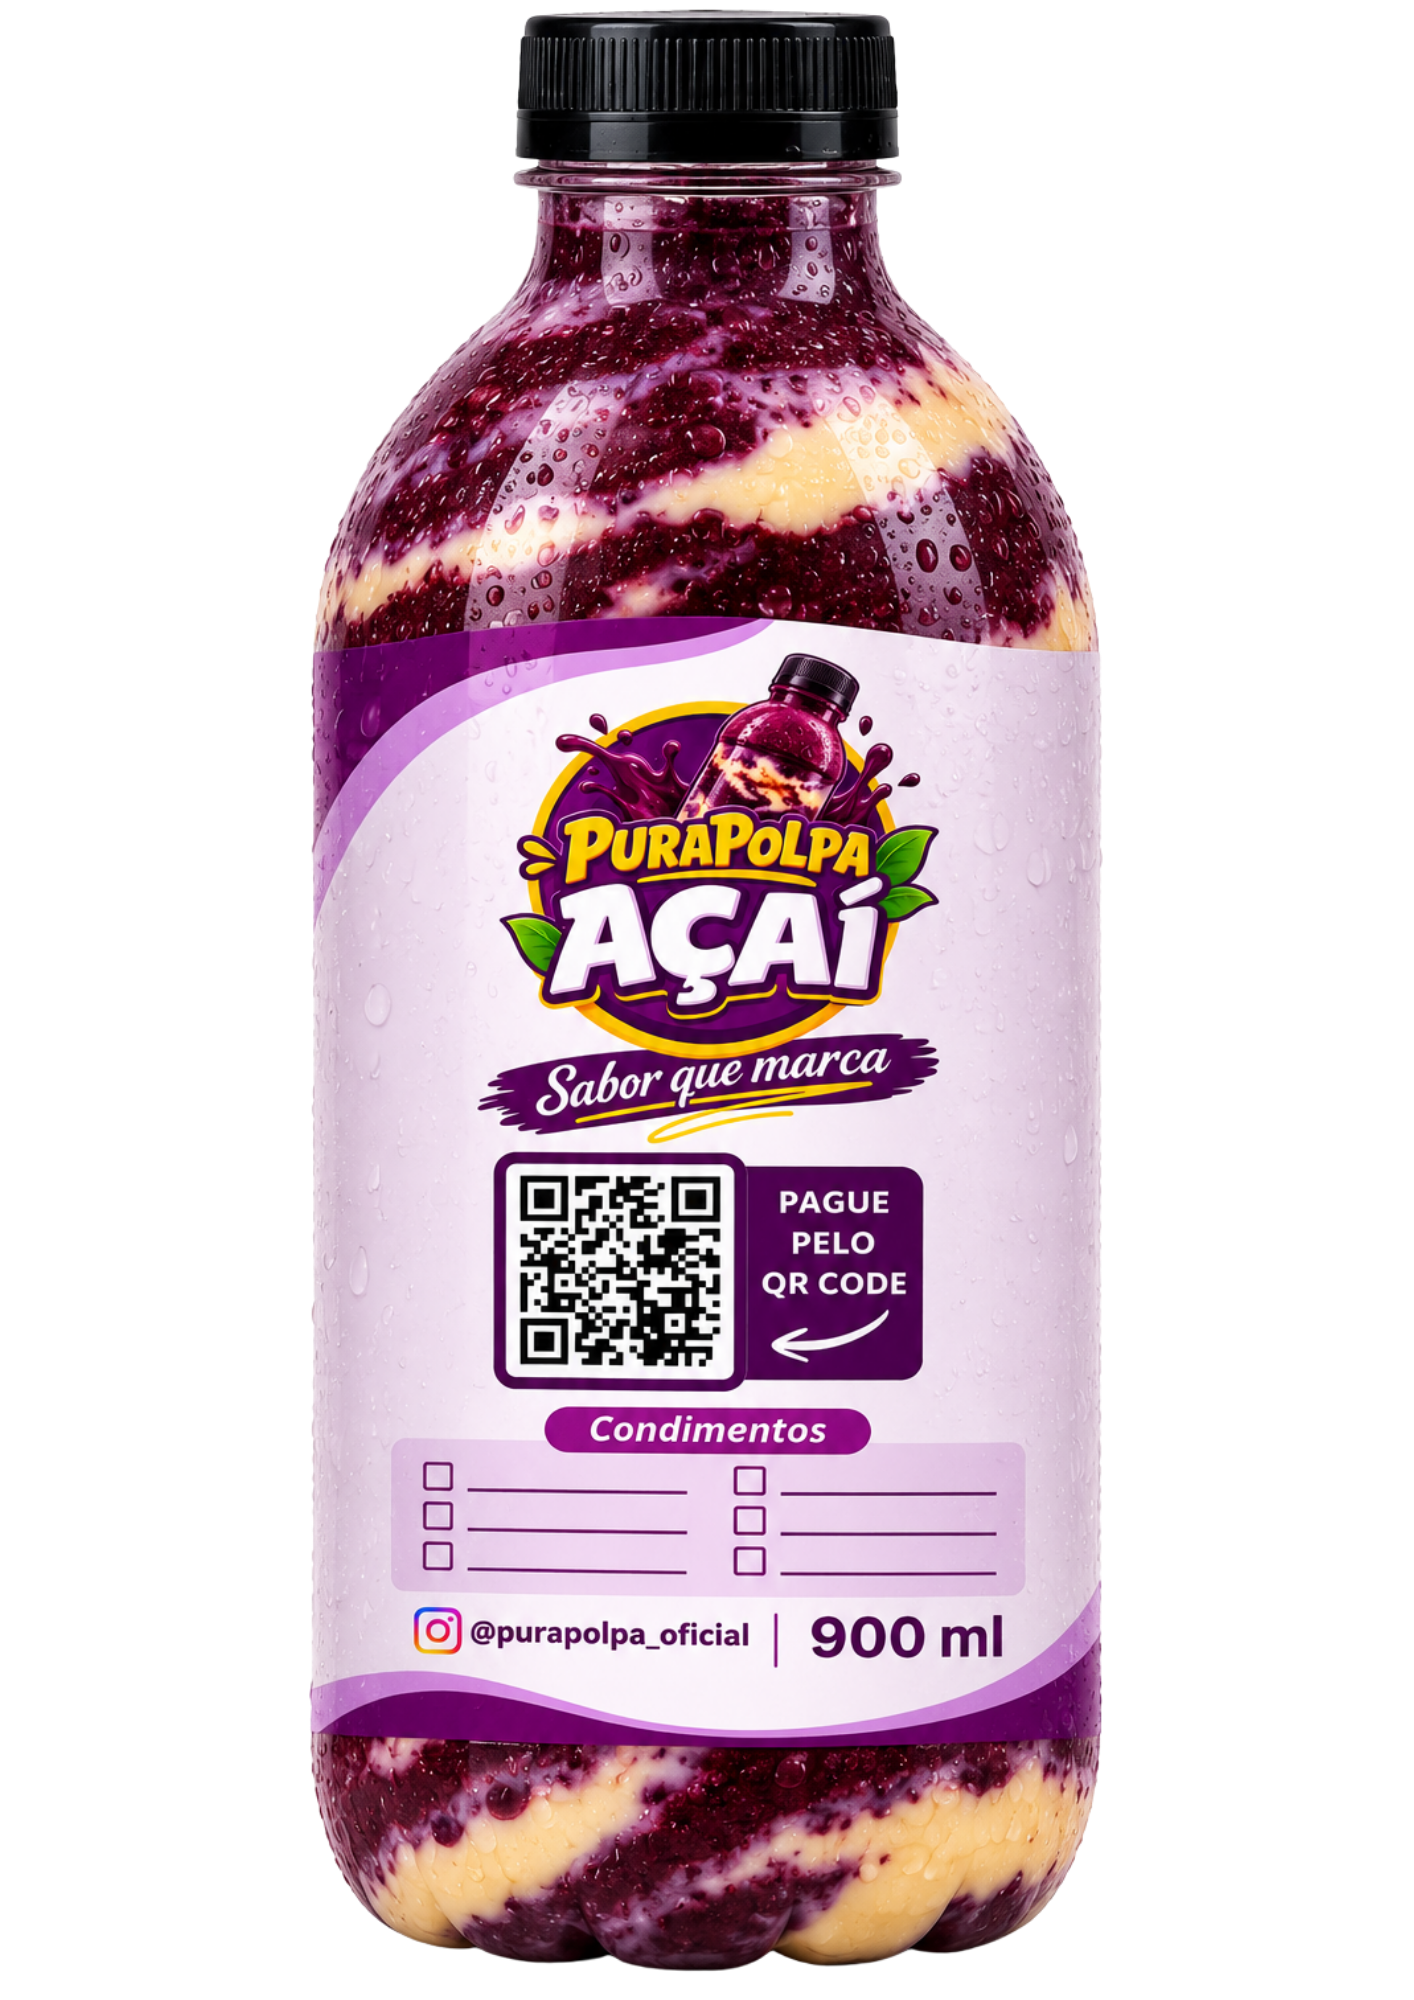 PURAPOLPA
AÇAÍ
Sabor que marca
PAGUE
PELO
QR CODE
Condimentos
@purapolpa_oficial | 900 ml